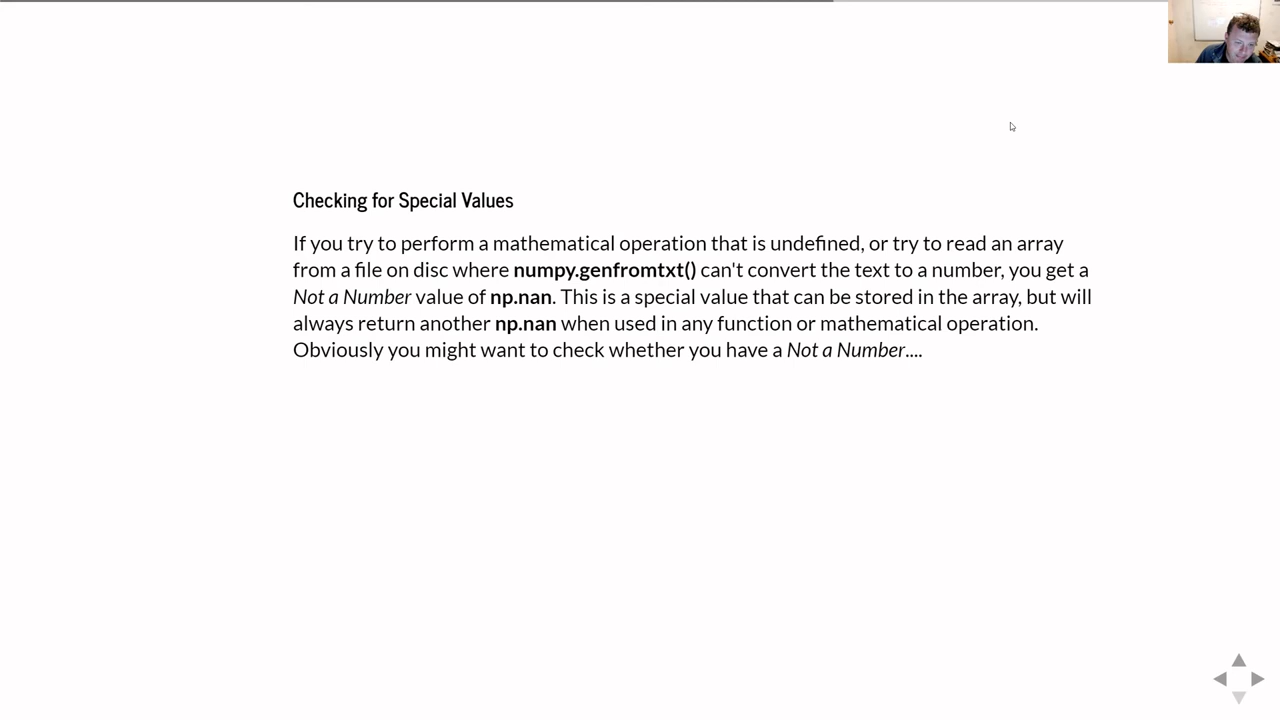 Checking for Special Values
If you try to perform a mathematical operation that is undefined, or try to read an array
from a file on disc where numpy.genfromtxt() can't convert the text to a number, you get a
Not a Number value of np.nan. This is a special value that can be stored in the array, but will
always return another np.nan when used in any function or mathematical operation.
Obviously you might want to check whether you have a Not a Number....